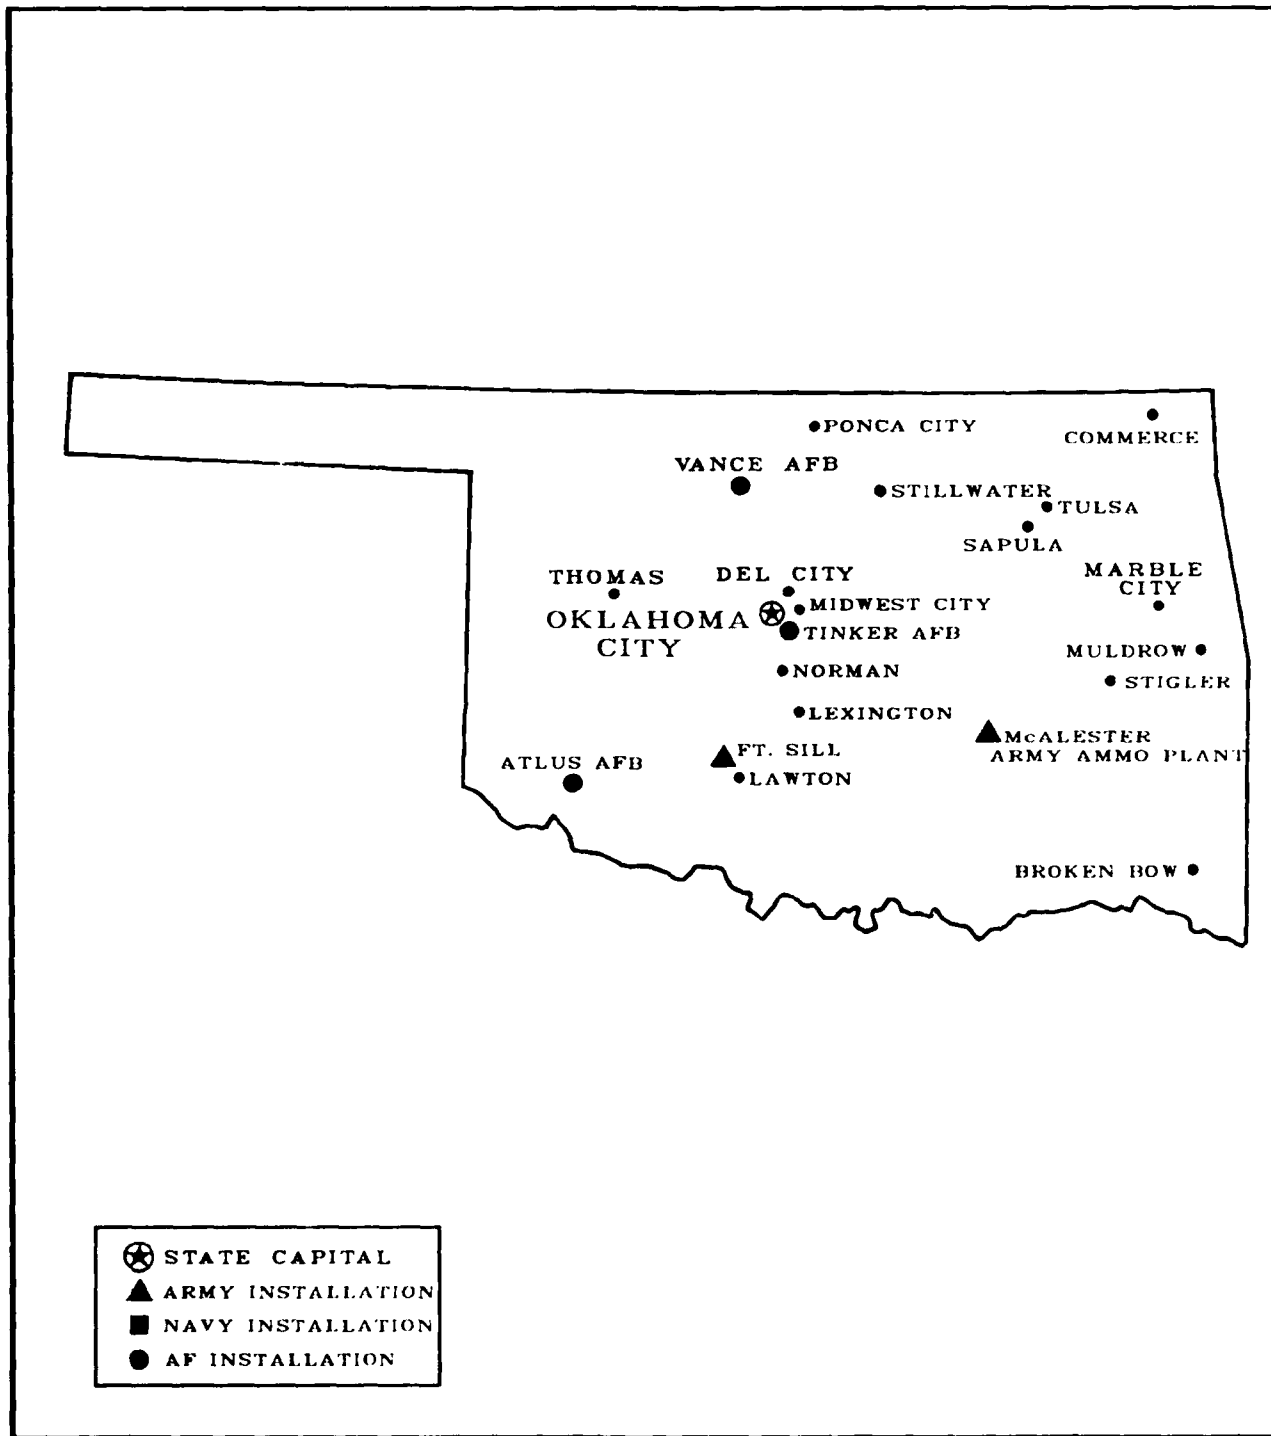 PONCA CITY
COMMERCE
VANCE AFB
STILLWATER
TULSA
SAPULA
THOMAS
DEL CITY
MARBLE
CITY
MIDWEST CITY
OKLAHOMA
CITY
TINKER AFB
MULDROW
NORMAN
STIGLER
LEXINGTON
McALESTER
ARMY AMMO PLANT
FT. SILL
ATLUS AFB
LAWTON
BROKEN BOW
STATE CAPITAL
ARMY INSTALLATION
NAVY INSTALLATION
AF INSTALLATION